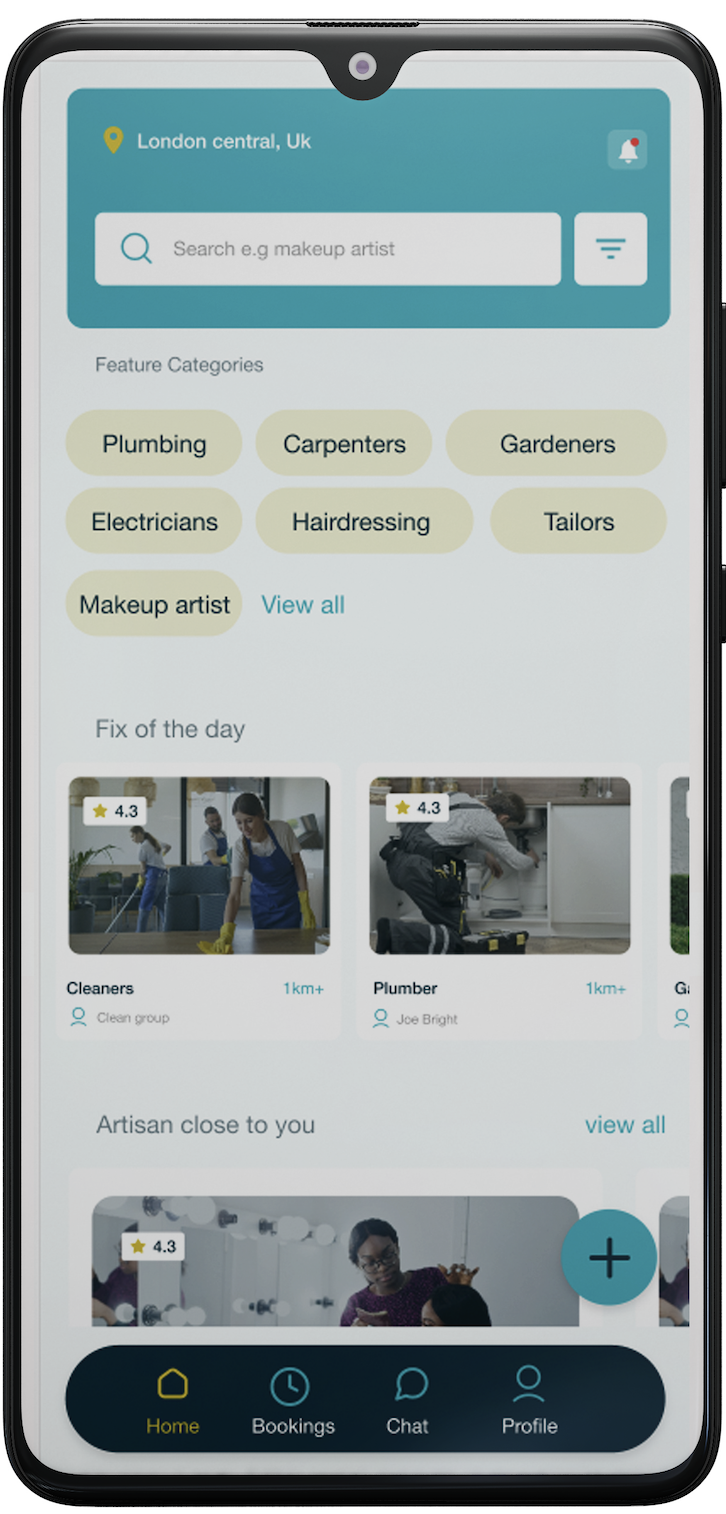 London central, Uk
Search e.g makeup artist
Feature Categories
Plumbing Carpenters Gardeners
Electricians Hairdressing Tailors
Makeup artist View all
Fix of the day
4.3 4.3
Cleaners 1km+ Plumber 1km+ Ga
Clean group Joe Bright
Artisan close to you view all
4.3
Home Bookings Chat Profile